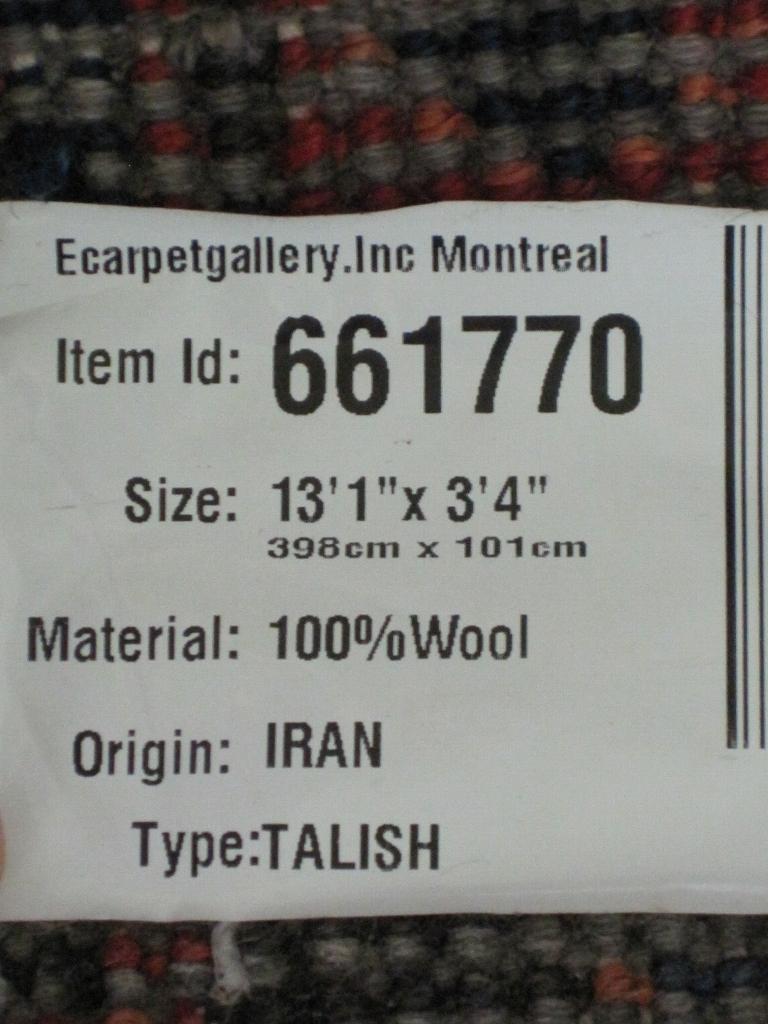 Ecarpetgallery.Inc Montreal
Item Id: 661770
Size: 13'1"x 3'4"
398cm x 101cm
Material: 100%Wool
Origin: IRAN
Type:TALISH